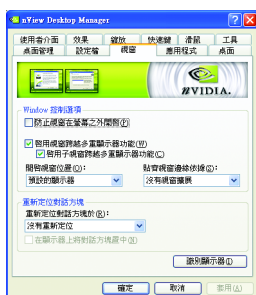 nView Desktop Manager
使用者介面 效果 縮放 快速鍵 滑鼠 工具
桌面管理 設定檔 視窗 應用程式 桌面
NVIDIA.
Window 控制選項
防止視窗在螢幕之外開啓(P)
啓用視窗跨越多重顯示器功能(W)
啓用子視窗跨越多重顯示器功能(C)
開啓視窗位置(O): 貼齊視窗邊緣依據(S):
預設的顯示器 沒有視窗擴展
重新定位對話方塊
重新定位對話方塊於(R):
沒有重新定位
在顯示器上將對話方塊置中(N)
識別顯示器(I)
確定 取消 套用(A)